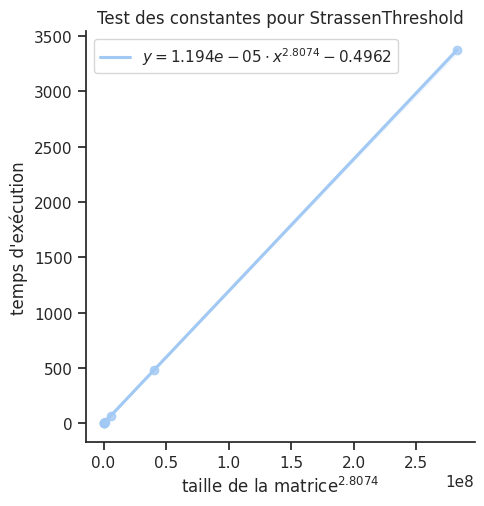 Test des constantes pour StrassenThreshold
y = 1.194e − 05 · x^2.8074 − 0.4962
temps d'exécution
3500
3000
2500
2000
1500
1000
500
0
0.0 0.5 1.0 1.5 2.0 2.5
1e8
taille de la matrice^2.8074